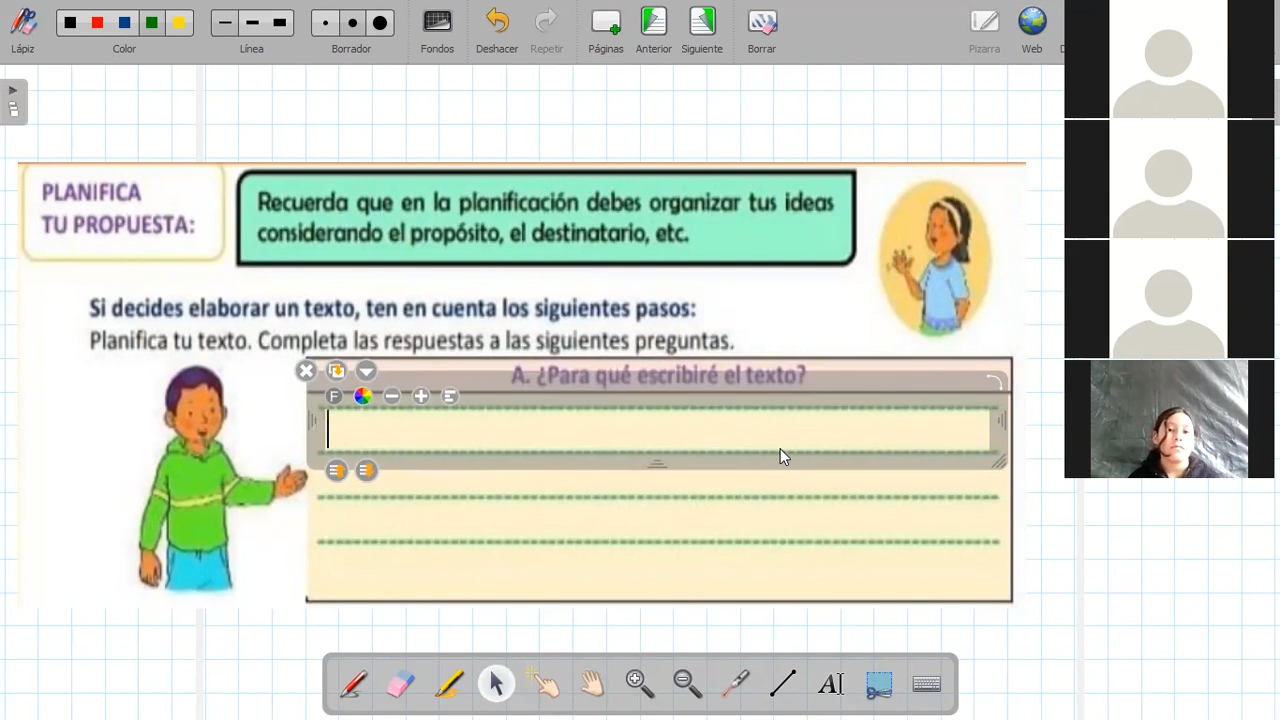 Lápiz
Color
Línea
Borrador
Fondos
Deshacer
Repetir
Páginas
Anterior
Siguiente
Borrar
Pizarra
Web
PLANIFICA
TU PROPUESTA:
Recuerda que en la planificación debes organizar tus ideas
considerando el propósito, el destinatario, etc.
Si decides elaborar un texto, ten en cuenta los siguientes pasos:
Planifica tu texto. Completa las respuestas a las siguientes preguntas.
A. ¿Para qué escribiré el texto?
F
AI